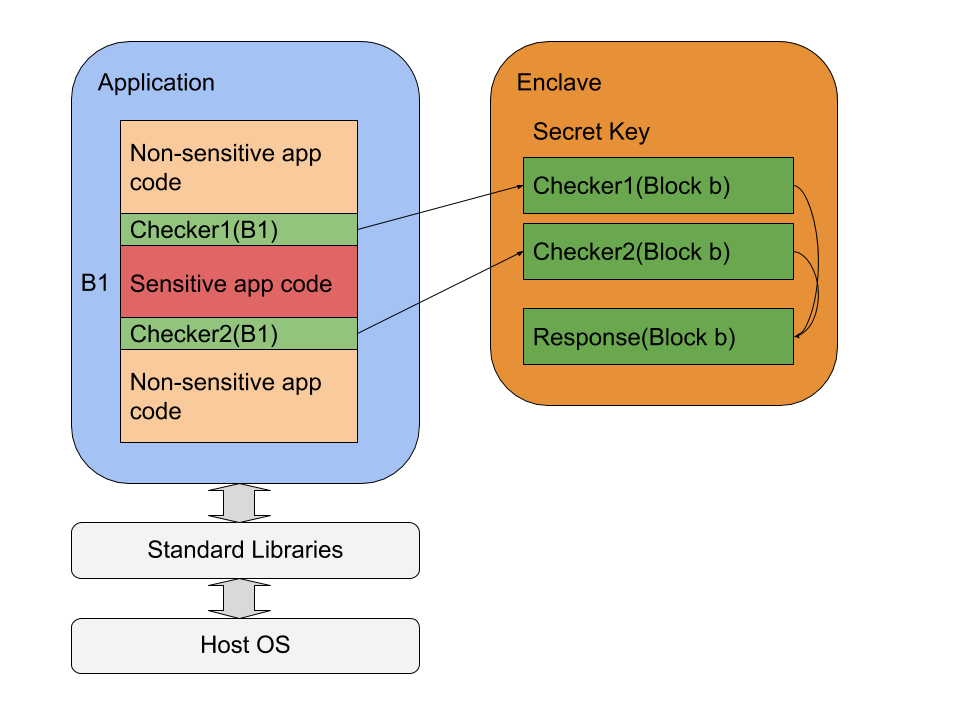 Application
Non-sensitive app
code
Checker1(B1)
B1
Sensitive app code
Checker2(B1)
Non-sensitive app
code
Enclave
Secret Key
Checker1(Block b)
Checker2(Block b)
Response(Block b)
Standard Libraries
Host OS